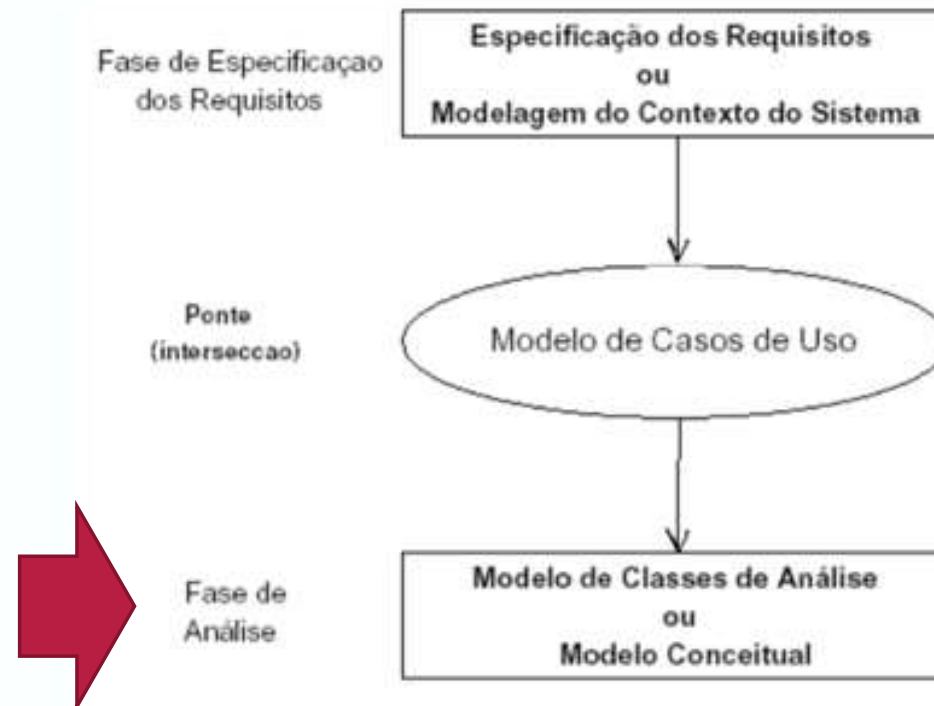 Fase de Especificaçao
dos Requisitos
Especificação dos Requisitos
ou
Modelagem do Contexto do Sistema
Ponte
(interseccao)
Modelo de Casos de Uso
Fase de
Análise
Modelo de Classes de Análise
ou
Modelo Conceitual